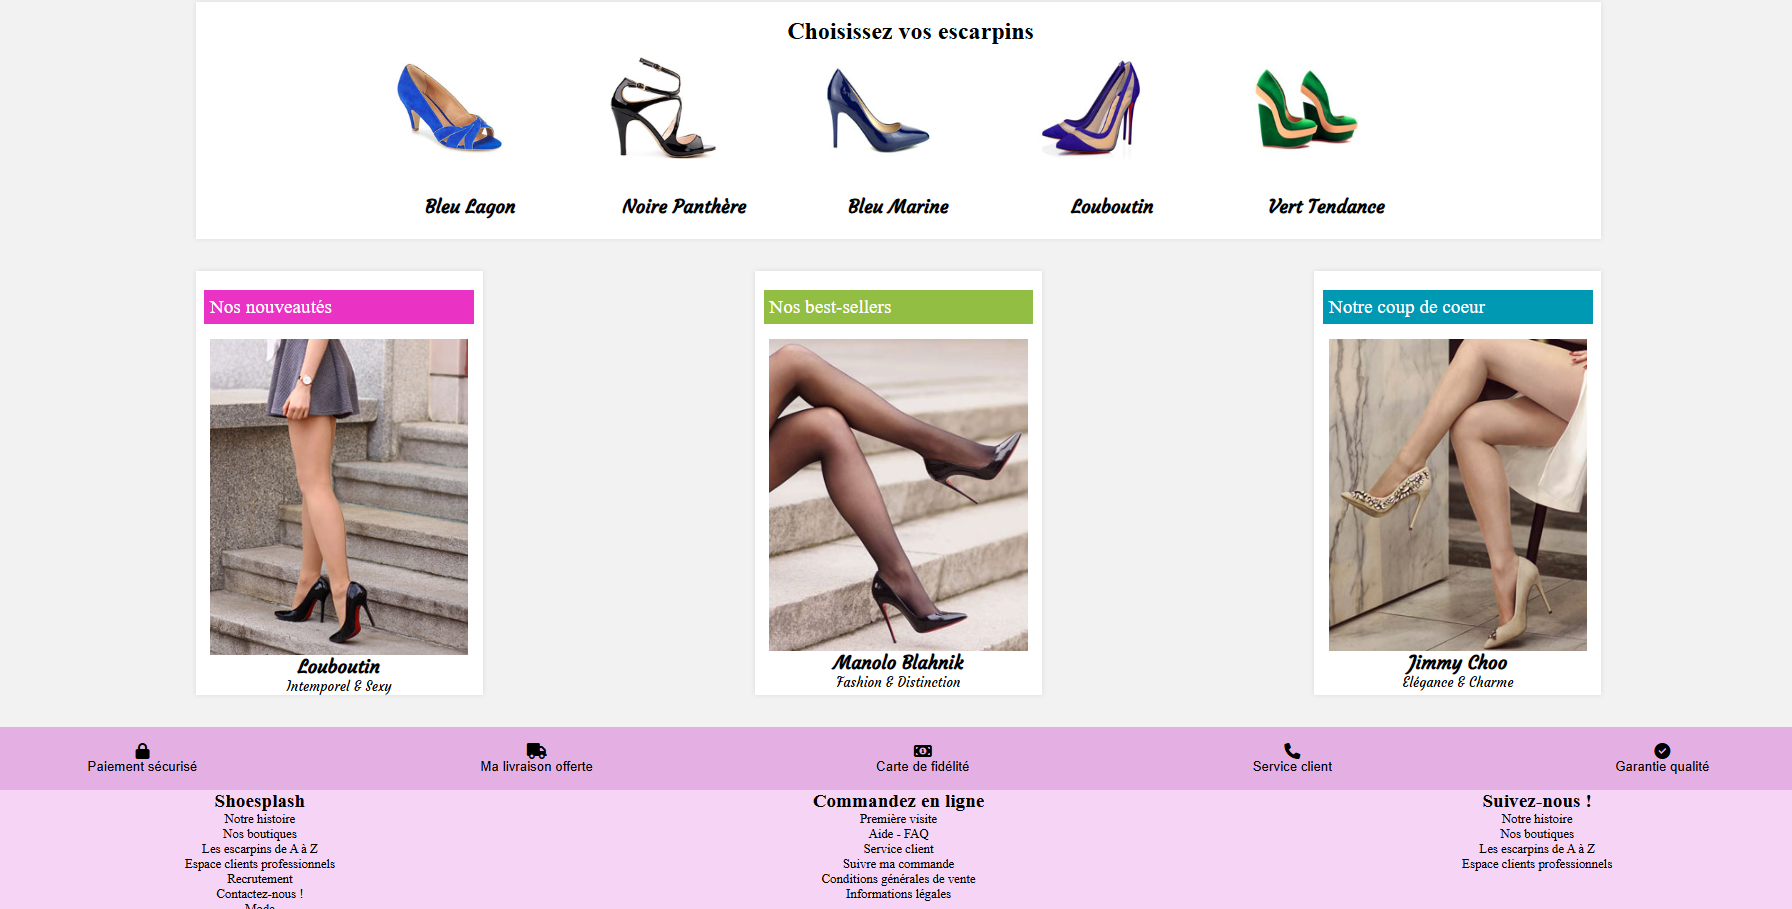 Choisissez vos escarpins
Bleu Lagon
Noire Panthère
Bleu Marine
Louboutin
Vert Tendance
Nos nouveautés
Louboutin
Intemporel & Sexy
Nos best-sellers
Manolo Blahnik
Fashion & Distinction
Notre coup de coeur
Jimmy Choo
Elégance & Charme
Paiement sécurisé
Ma livraison offerte
Carte de fidélité
Service client
Garantie qualité
Shoesplash
Notre histoire
Nos boutiques
Les escarpins de A à Z
Espace clients professionnels
Recrutement
Contactez-nous !
Mode
Commandez en ligne
Première visite
Aide - FAQ
Service client
Suivre ma commande
Conditions générales de vente
Informations légales
Suivez-nous !
Notre histoire
Nos boutiques
Les escarpins de A à Z
Espace clients professionnels